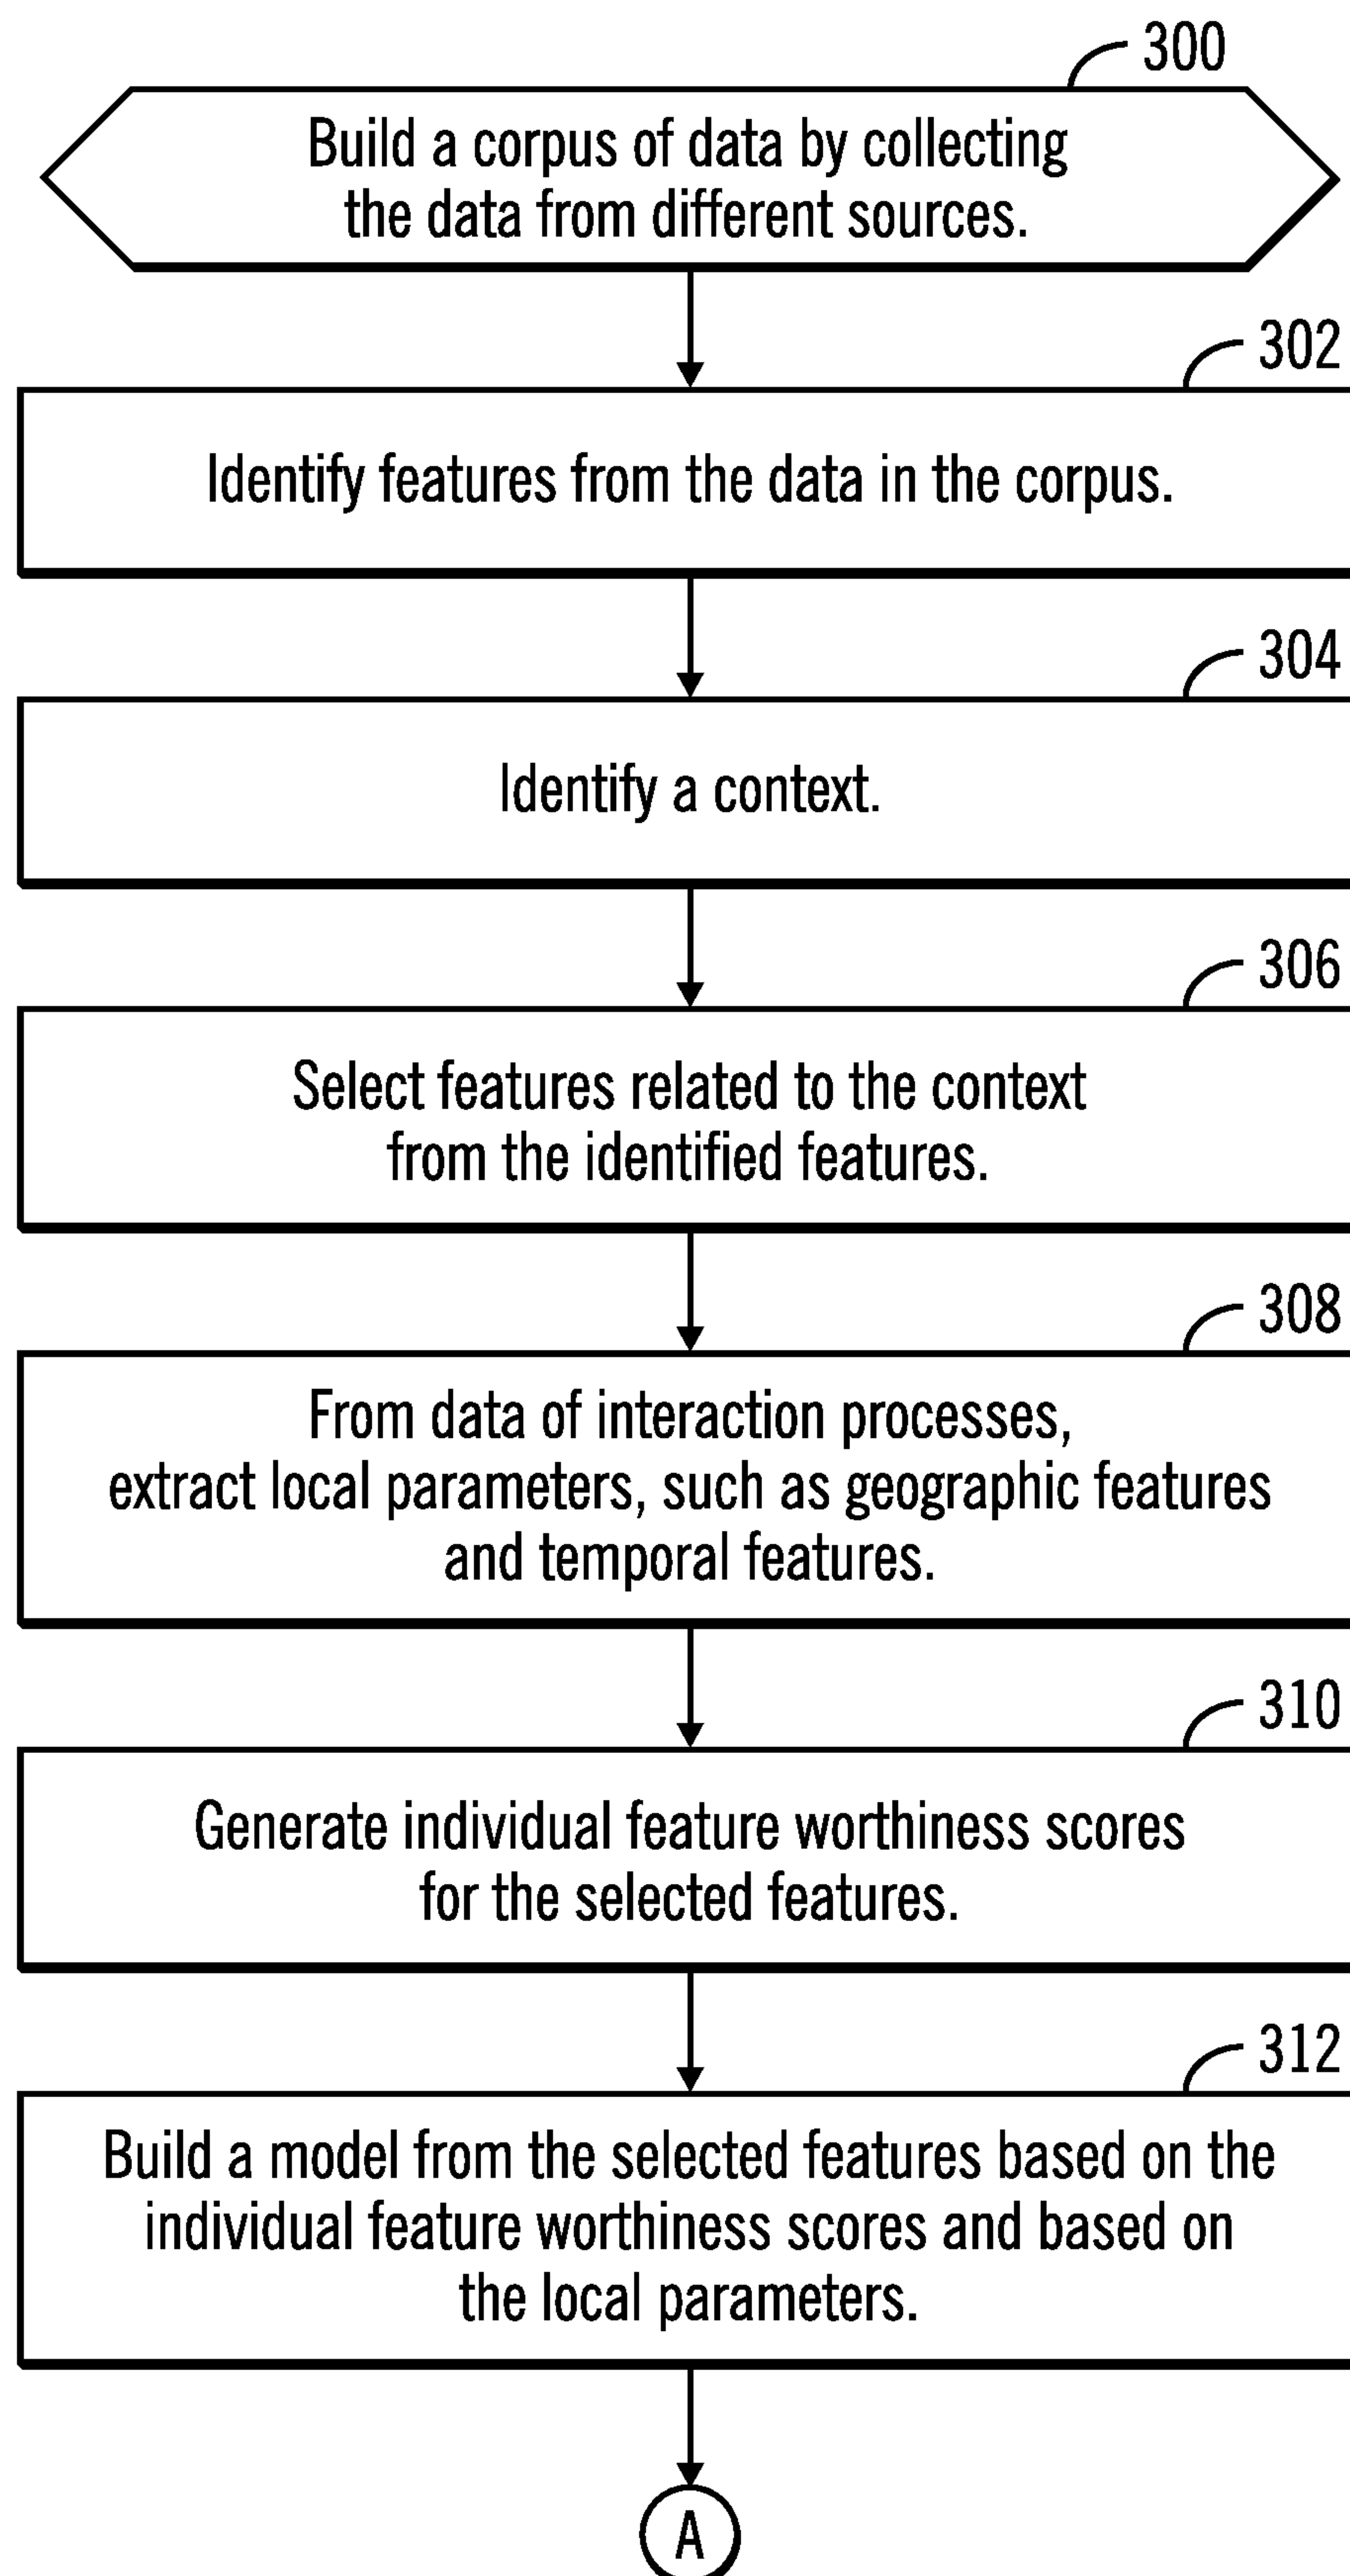 300
Build a corpus of data by collecting
the data from different sources.
302
Identify features from the data in the corpus.
304
Identify a context.
306
Select features related to the context
from the identified features.
308
From data of interaction processes,
extract local parameters, such as geographic features
and temporal features.
310
Generate individual feature worthiness scores
for the selected features.
312
Build a model from the selected features based on the
individual feature worthiness scores and based on
the local parameters.
A